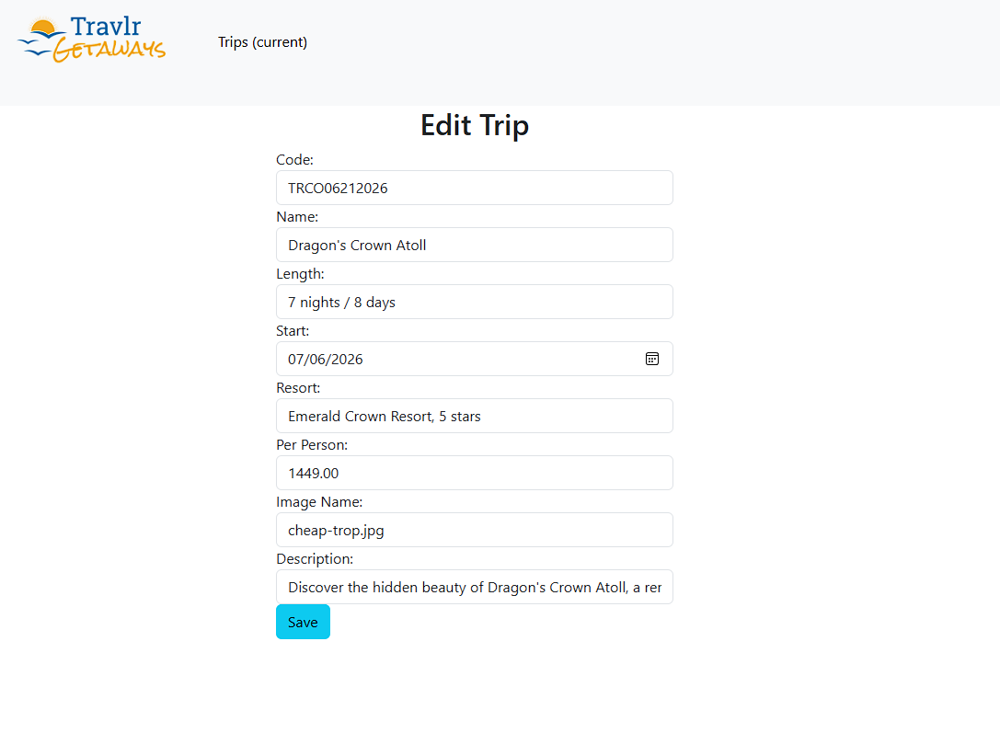 Travlr
GETAWAYS
Trips (current)
Edit Trip
Code:
TRCO06212026
Name:
Dragon's Crown Atoll
Length:
7 nights / 8 days
Start:
07/06/2026
Resort:
Emerald Crown Resort, 5 stars
Per Person:
1449.00
Image Name:
cheap-trop.jpg
Description:
Discover the hidden beauty of Dragon's Crown Atoll, a rer
Save